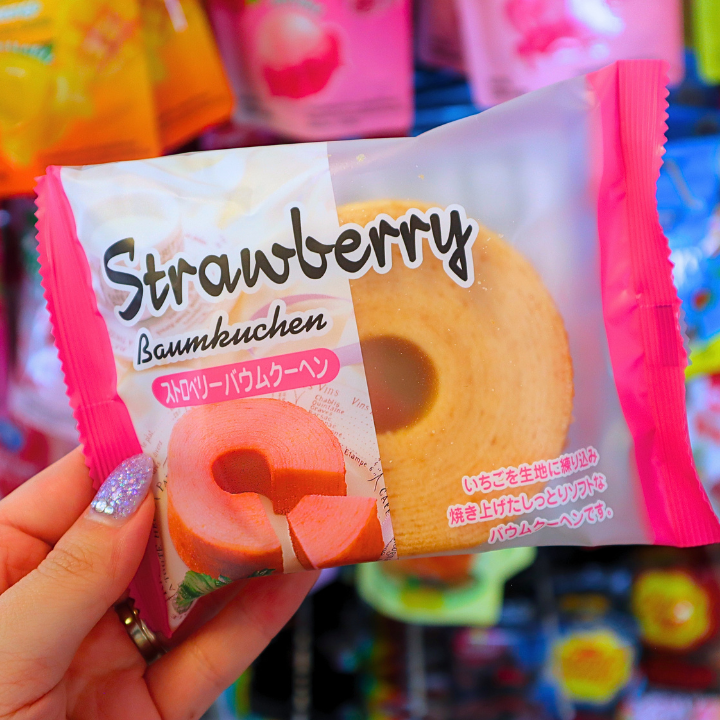 Strawberry
Baumkuchen
ストロベリーバウムクーヘン
いちごを生地に練り込み
焼き上げたしっとりソフトな
バウムクーヘンです。